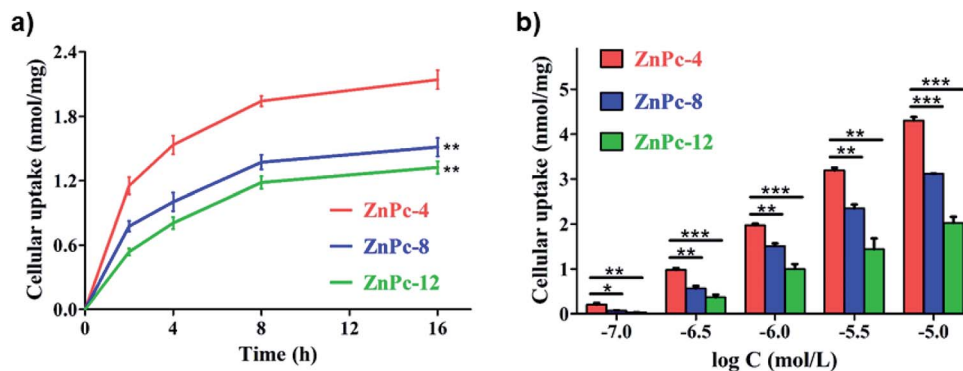 a)
Cellular uptake (nmol/mg)
2.4
1.8
1.2
0.6
0.0
**
**
ZnPc-4
ZnPc-8
ZnPc-12
0 4 8 12 16
Time (h)
b)
Cellular uptake (nmol/mg)
5
4
3
2
1
0
ZnPc-4
ZnPc-8
ZnPc-12
**
*
***
**
***
**
**
**
***
***
-7.0 -6.5 -6.0 -5.5 -5.0
log C (mol/L)